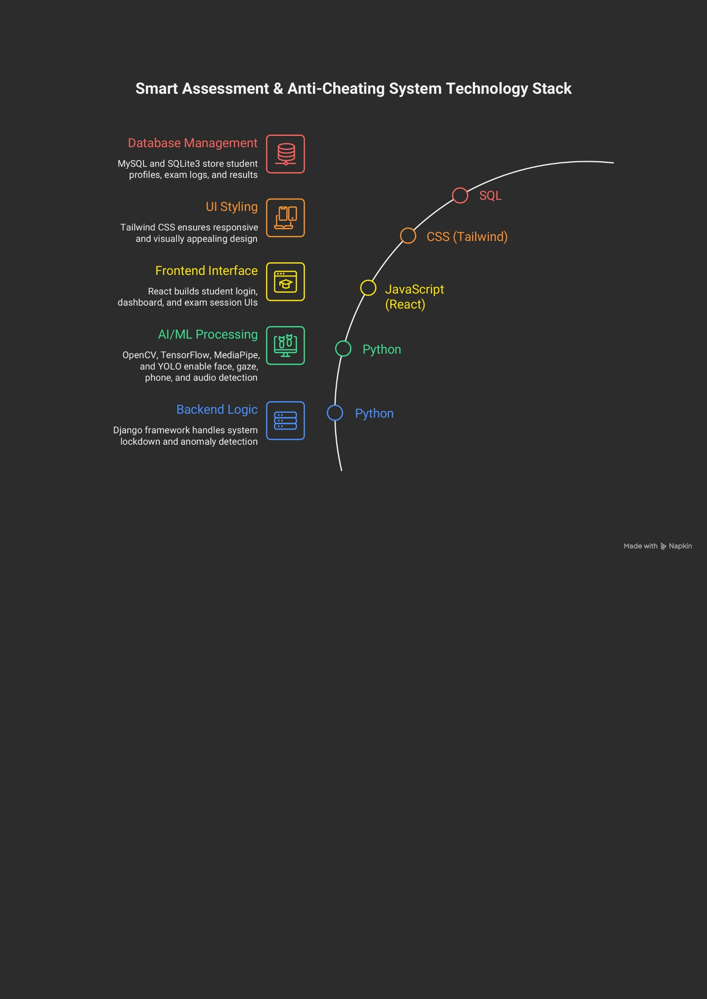 Smart Assessment & Anti-Cheating System Technology Stack
Database Management
MySQL and SQLite3 store student
profiles, exam logs, and results
SQL
UI Styling
Tailwind CSS ensures responsive
and visually appealing design
CSS (Tailwind)
Frontend Interface
React builds student login,
dashboard, and exam session UIs
JavaScript
(React)
AI/ML Processing
OpenCV, TensorFlow, MediaPipe,
and YOLO enable face, gaze,
phone, and audio detection
Python
Backend Logic
Django framework handles system
lockdown and anomaly detection
Python
Made with Napkin